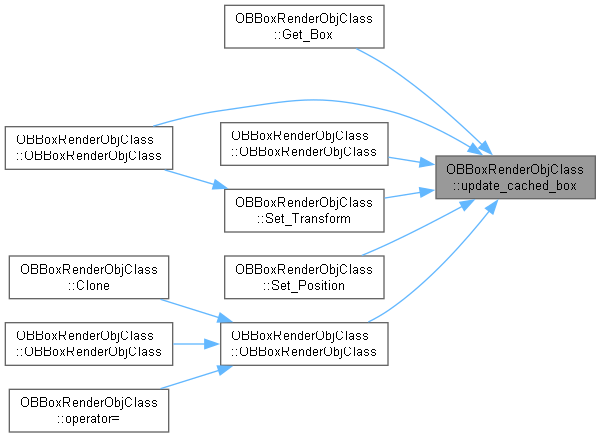 OBBoxRenderObjClass
::Get_Box
OBBoxRenderObjClass
::OBBoxRenderObjClass
OBBoxRenderObjClass
::OBBoxRenderObjClass
OBBoxRenderObjClass
::update_cached_box
OBBoxRenderObjClass
::Set_Transform
OBBoxRenderObjClass
::Clone
OBBoxRenderObjClass
::Set_Position
OBBoxRenderObjClass
::OBBoxRenderObjClass
OBBoxRenderObjClass
::OBBoxRenderObjClass
OBBoxRenderObjClass
::operator=